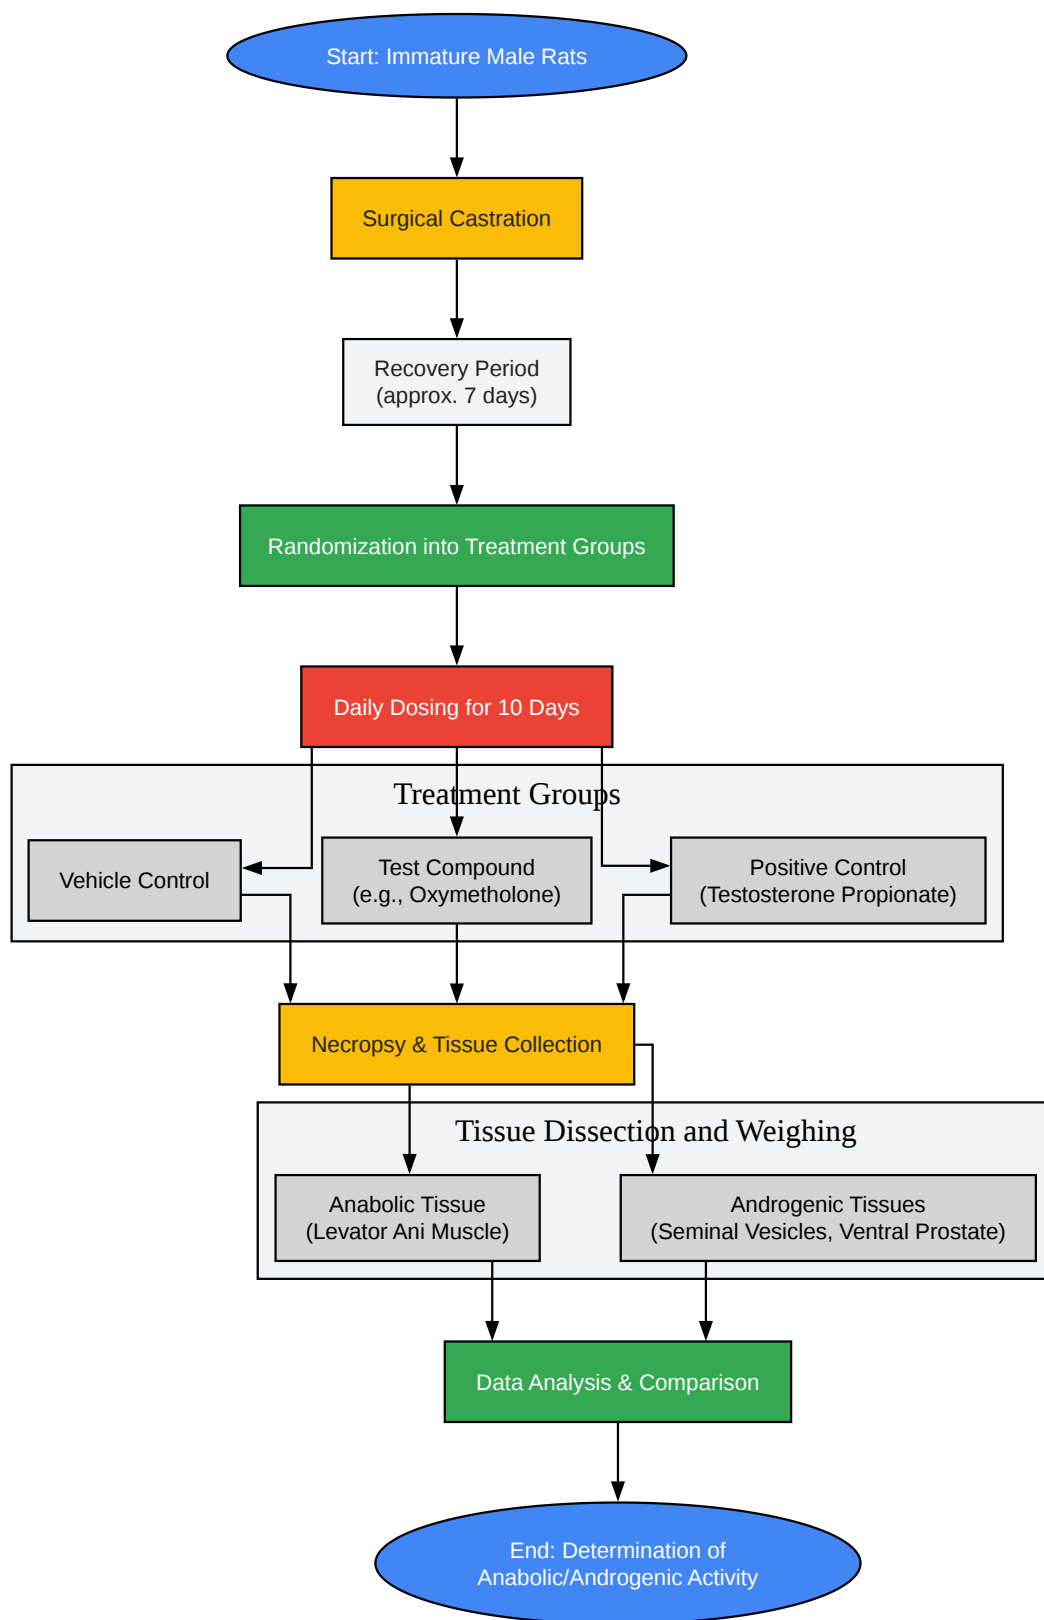 Start: Immature Male Rats
Surgical Castration
Recovery Period
(approx. 7 days)
Randomization into Treatment Groups
Daily Dosing for 10 Days
Treatment Groups
Vehicle Control
Test Compound
(e.g., Oxymetholone)
Positive Control
(Testosterone Propionate)
Necropsy & Tissue Collection
Tissue Dissection and Weighing
Anabolic Tissue
(Levator Ani Muscle)
Androgenic Tissues
(Seminal Vesicles, Ventral Prostate)
Data Analysis & Comparison
End: Determination of
Anabolic/Androgenic Activity